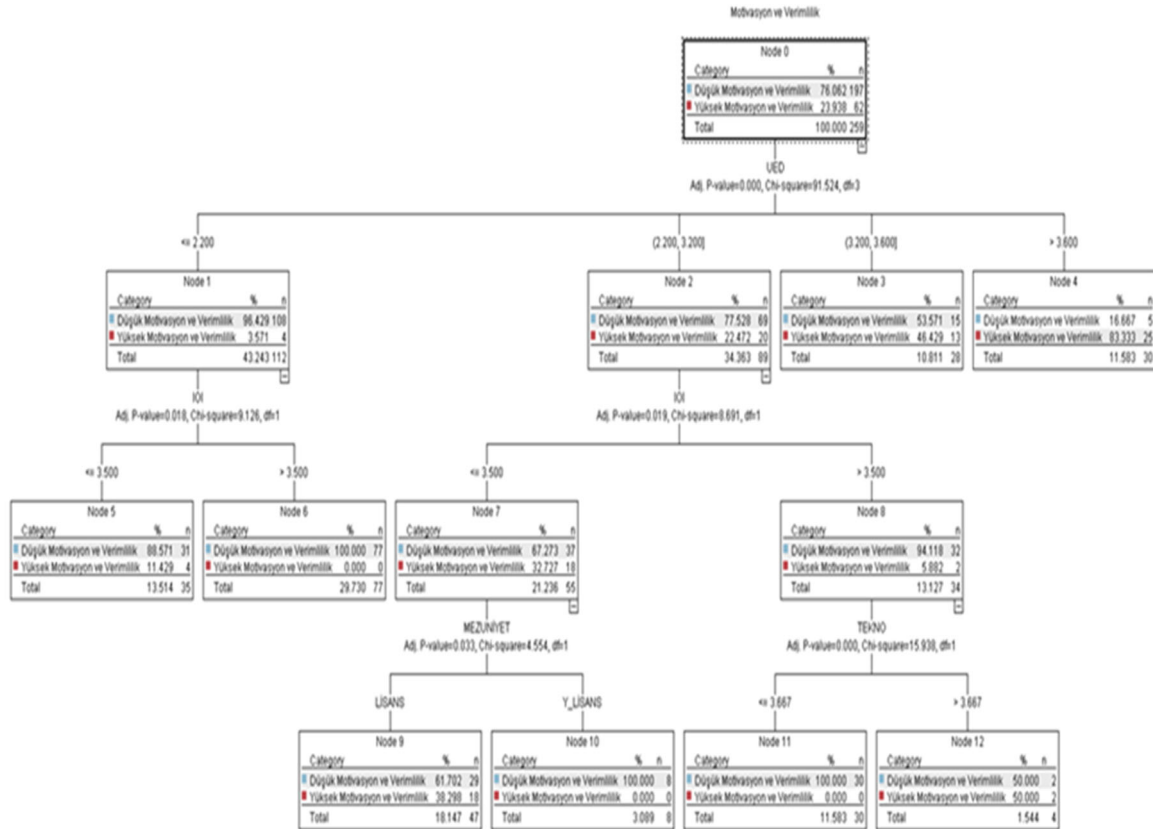 Motivasyon ve Verimlilik
Node 0
Category % n
Düşük Motivasyon ve Verimlilik 76.062 197
Yüksek Motivasyon ve Verimlilik 23.938 62
Total 100.000 259
UED
Adj. P-value=0.000, Chi-square=91.524, df=3
<= 2.200
(2.200, 3.200]
(3.200, 3.600]
> 3.600
Node 1
Category % n
Düşük Motivasyon ve Verimlilik 96.429 108
Yüksek Motivasyon ve Verimlilik 3.571 4
Total 43.243 112
Node 2
Category % n
Düşük Motivasyon ve Verimlilik 77.528 69
Yüksek Motivasyon ve Verimlilik 22.472 20
Total 34.363 89
Node 3
Category % n
Düşük Motivasyon ve Verimlilik 53.571 15
Yüksek Motivasyon ve Verimlilik 46.429 13
Total 10.811 28
Node 4
Category % n
Düşük Motivasyon ve Verimlilik 16.667 5
Yüksek Motivasyon ve Verimlilik 83.333 25
Total 11.583 30
Adj. P-value=0.018, Chi-square=9.126, df=1
Adj. P-value=0.019, Chi-square=8.691, df=1
<= 3.500
> 3.500
<= 3.500
> 3.500
Node 5
Category % n
Düşük Motivasyon ve Verimlilik 88.571 31
Yüksek Motivasyon ve Verimlilik 11.429 4
Total 13.514 35
Node 6
Category % n
Düşük Motivasyon ve Verimlilik 100.000 77
Yüksek Motivasyon ve Verimlilik 0.000 0
Total 29.730 77
Node 7
Category % n
Düşük Motivasyon ve Verimlilik 67.273 37
Yüksek Motivasyon ve Verimlilik 32.727 18
Total 21.236 55
Node 8
Category % n
Düşük Motivasyon ve Verimlilik 94.118 32
Yüksek Motivasyon ve Verimlilik 5.882 2
Total 13.127 34
MEZUNİYET
Adj. P-value=0.033, Chi-square=4.554, df=1
TEKNO
Adj. P-value=0.000, Chi-square=15.938, df=1
LİSANS
Y_LİSANS
<= 3.667
> 3.667
Node 9
Category % n
Düşük Motivasyon ve Verimlilik 61.702 29
Yüksek Motivasyon ve Verimlilik 38.298 18
Total 18.147 47
Node 10
Category % n
Düşük Motivasyon ve Verimlilik 100.000 8
Yüksek Motivasyon ve Verimlilik 0.000 0
Total 3.089 8
Node 11
Category % n
Düşük Motivasyon ve Verimlilik 100.000 30
Yüksek Motivasyon ve Verimlilik 0.000 0
Total 11.583 30
Node 12
Category % n
Düşük Motivasyon ve Verimlilik 50.000 2
Yüksek Motivasyon ve Verimlilik 50.000 2
Total 1.544 4